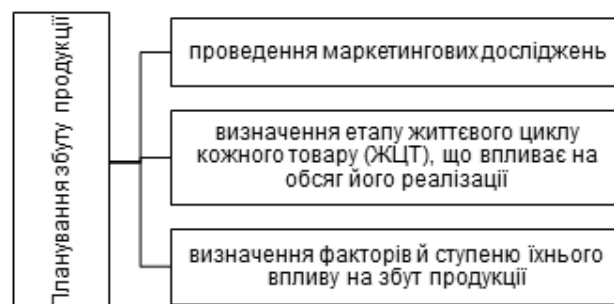 Планування збуту продукції
проведення маркетингових досліджень
визначення етапу життєвого циклу
кожного товару (ЖЦТ), що впливає на
обсяг його реалізації
визначення факторів й ступеню їхнього
впливу на збут продукції